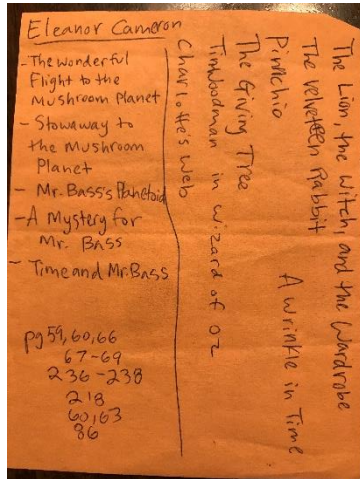 Eleanor Cameron
- The wonderful
Flight to the
Mushroom Planet
- Stowaway to
the Mushroom
Planet
- Mr. Bass's Planetoid
- A Mystery for
Mr. Bass
- Time and Mr. Bass
pg 59, 60, 66
67-69
236-238
218
60, 63
86
The Lion, the Witch, and the Wardrobe
The Velveteen Rabbit
Pinnochio A wrinkle in Time
The Giving Tree
Tinwoodman in Wizard of Oz
Charlotte's Web